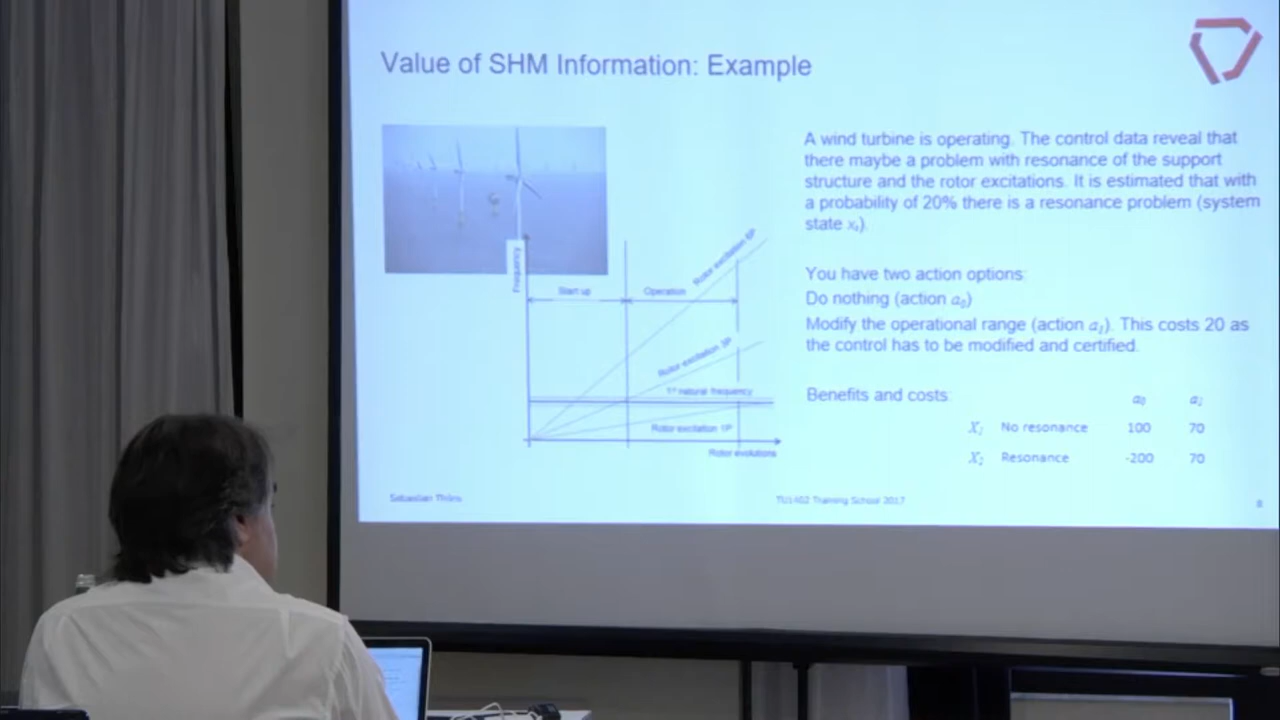 Value of SHM Information: Example
A wind turbine is operating. The control data reveal that
there maybe a problem with resonance of the support
structure and the rotor excitations. It is estimated that with
a probability of 20% there is a resonance problem (system
state x₁).
You have two action options:
Do nothing (action a₀)
Modify the operational range (action a₁). This costs 20 as
the control has to be modified and certified.
Benefits and costs:
a₀ a₁
X₁ No resonance 100 70
X₂ Resonance -200 70
Frequency
Start up
Operation
Rotor excitation 6P
Rotor excitation 3P
1st natural frequency
Rotor excitation 1P
Rotor evolutions
Sebastian Thöns
TU1402 Training School 2017
8